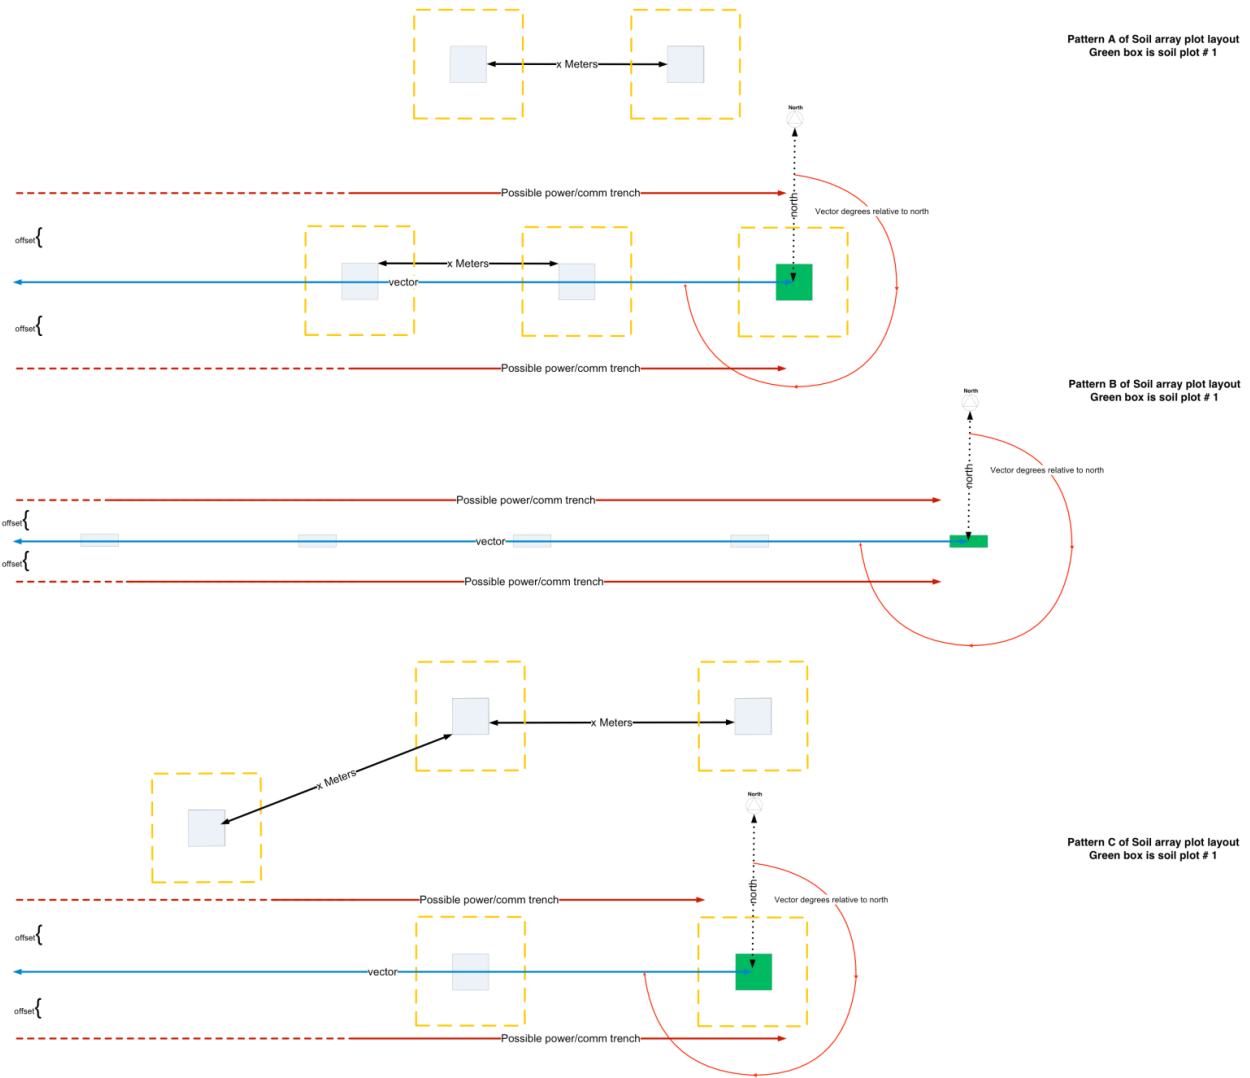 Pattern A of Soil array plot layout
Green box is soil plot # 1
x Meters
North
Possible power/comm trench
north
Vector degrees relative to north
offset{
x Meters
vector
offset{
Possible power/comm trench
Pattern B of Soil array plot layout
Green box is soil plot # 1
North
north
Vector degrees relative to north
Possible power/comm trench
offset{
vector
offset{
Possible power/comm trench
x Meters
x Meters
North
Pattern C of Soil array plot layout
Green box is soil plot # 1
north
Possible power/comm trench
Vector degrees relative to north
offset{
vector
offset{
Possible power/comm trench